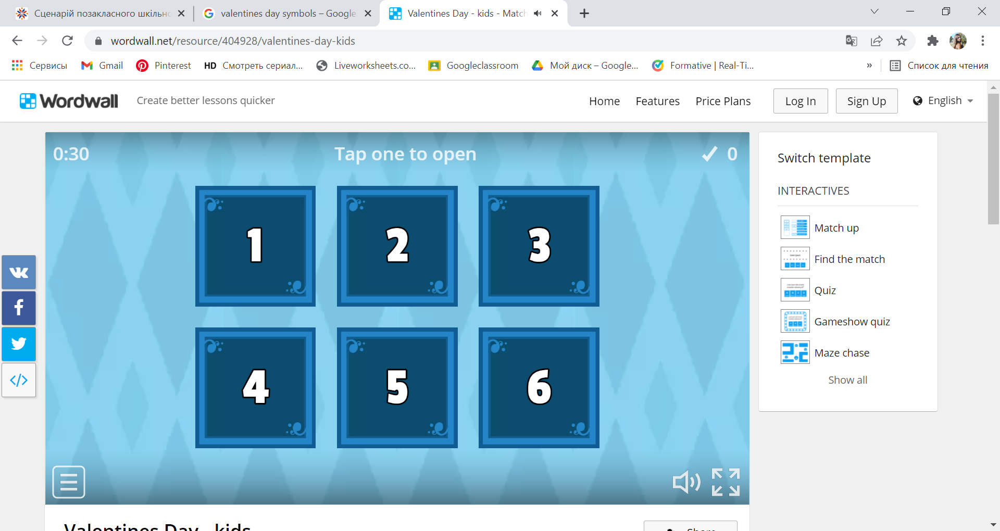 Сценарій позакласного шкільн
valentines day symbols – Google
Valentines Day - kids - Match
wordwall.net/resource/404928/valentines-day-kids
Сервисы
Gmail
Pinterest
HD Смотреть сериал...
Liveworksheets.co...
Googleclassroom
Мой диск – Google...
Formative | Real-Ti...
»
Список для чтения
Wordwall
Create better lessons quicker
Home
Features
Price Plans
Log In
Sign Up
English
0:30
Tap one to open
0
Switch template
INTERACTIVES
1
2
3
Match up
Find the match
Quiz
Gameshow quiz
Maze chase
Show all
4
5
6
Valentines Day - kids
Share